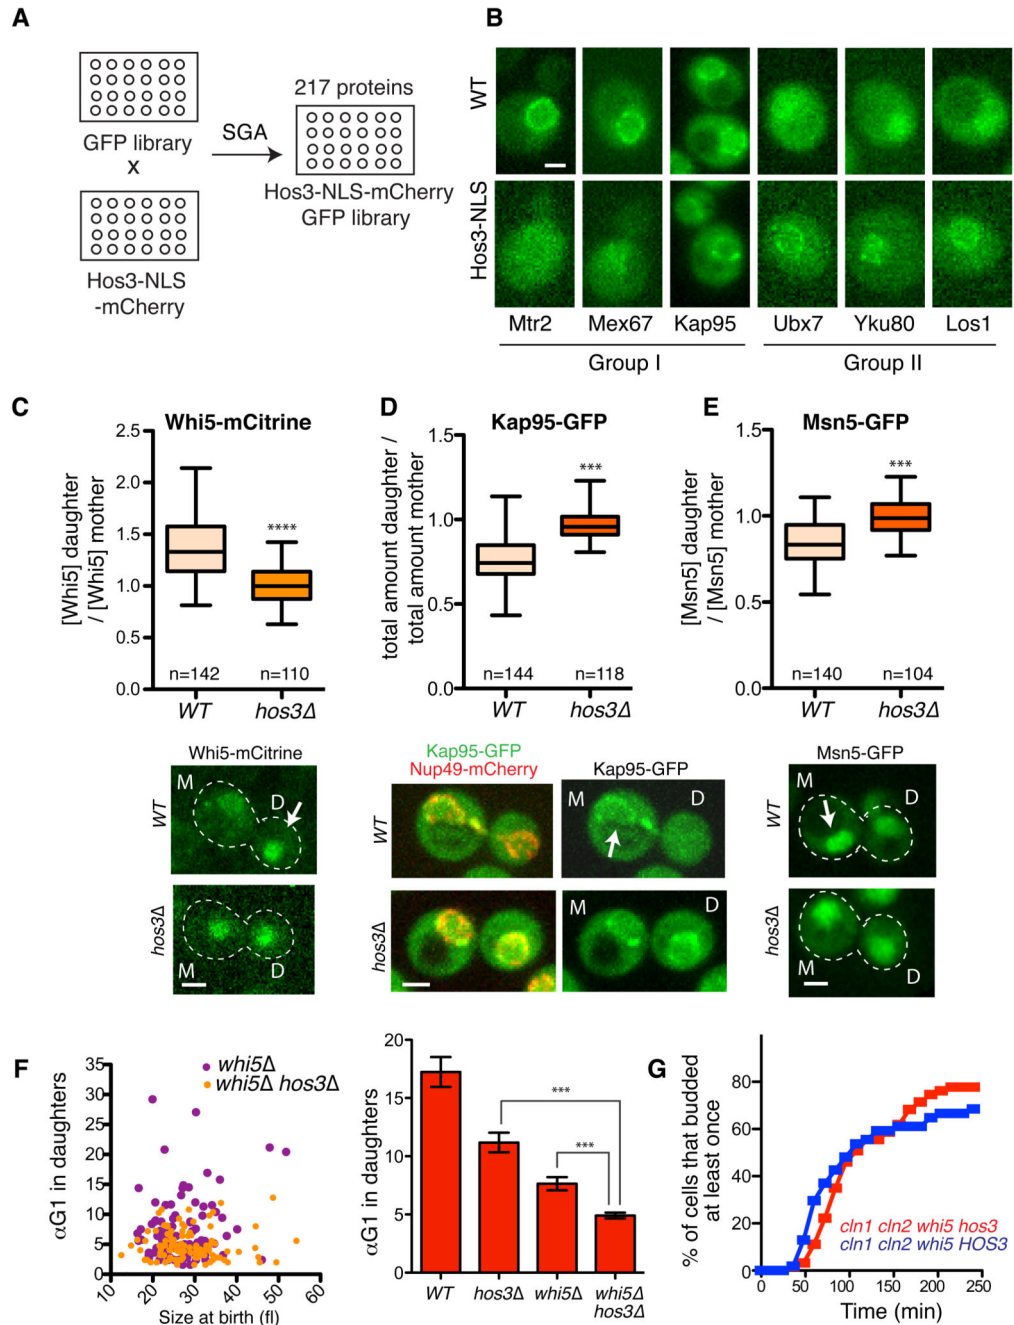 A
GFP library
x
Hos3-NLS
-mCherry
SGA
217 proteins
Hos3-NLS-mCherry
GFP library
B
WT
Hos3-NLS
Mtr2 Mex67 Kap95 Ubx7 Yku80 Los1
Group I Group II
C
Whi5-mCitrine
[Whi5] daughter
/ [Whi5] mother
2.5
2.0
1.5
1.0
0.5
0.0
****
n=142 n=110
WT hos3Δ
Whi5-mCitrine
WT
M
D
hos3Δ
M
D
D
Kap95-GFP
total amount daughter /
total amount mother
1.5
1.0
0.5
0.0
***
n=144 n=118
WT hos3Δ
Kap95-GFP
Nup49-mCherry
Kap95-GFP
WT
M D
hos3Δ
M D
E
Msn5-GFP
[Msn5] daughter
/ [Msn5] mother
1.5
1.0
0.5
0.0
***
n=140 n=104
WT hos3Δ
Msn5-GFP
WT
M
D
hos3Δ
M
D
F
αG1 in daughters
35
30
25
20
15
10
5
0
whi5Δ
whi5Δ hos3Δ
10 20 30 40 50 60
Size at birth (fl)
αG1 in daughters
20
15
10
5
0
***
***
WT hos3Δ whi5Δ whi5Δ
hos3Δ
G
% of cells that budded
at least once
80
60
40
20
0
cln1 cln2 whi5 hos3
cln1 cln2 whi5 HOS3
0 50 100 150 200 250
Time (min)